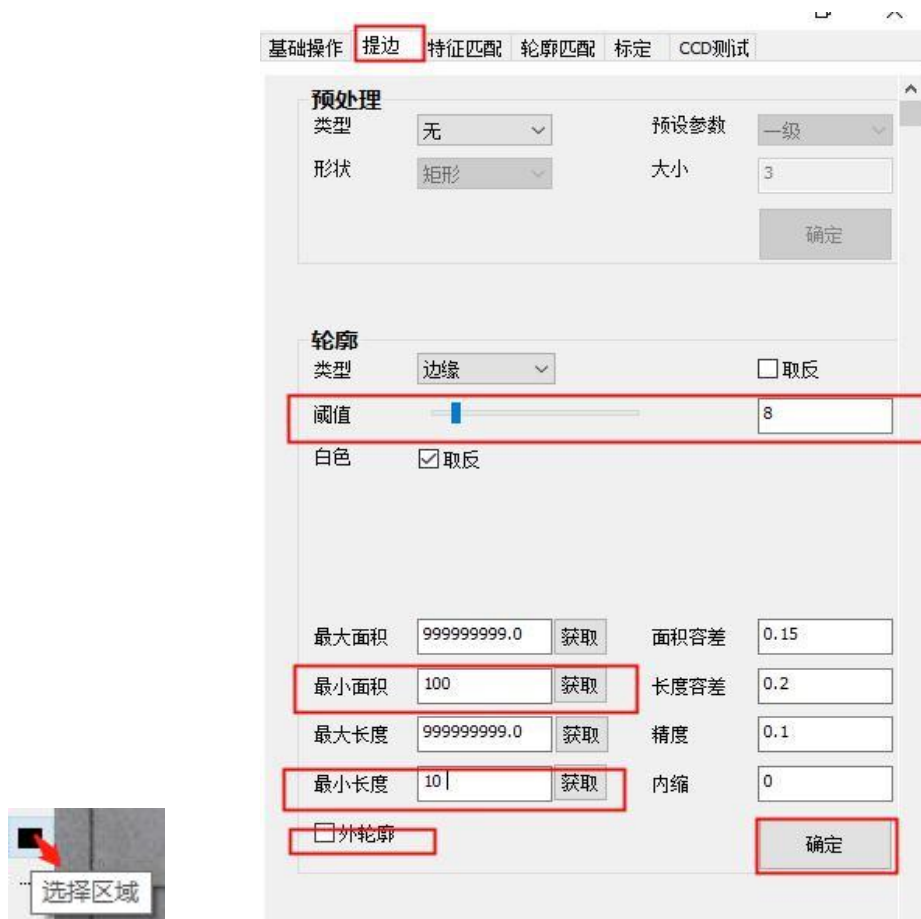 基础操作 提边 特征匹配 轮廓匹配 标定 CCD测试
预处理
类型 无 预设参数 一级
形状 矩形 大小 3
确定
轮廓
类型 边缘 取反
阈值 8
白色 取反
最大面积 999999999.0 获取 面积容差 0.15
最小面积 100 获取 长度容差 0.2
最大长度 999999999.0 获取 精度 0.1
最小长度 10 获取 内缩 0
外轮廓 确定
选择区域